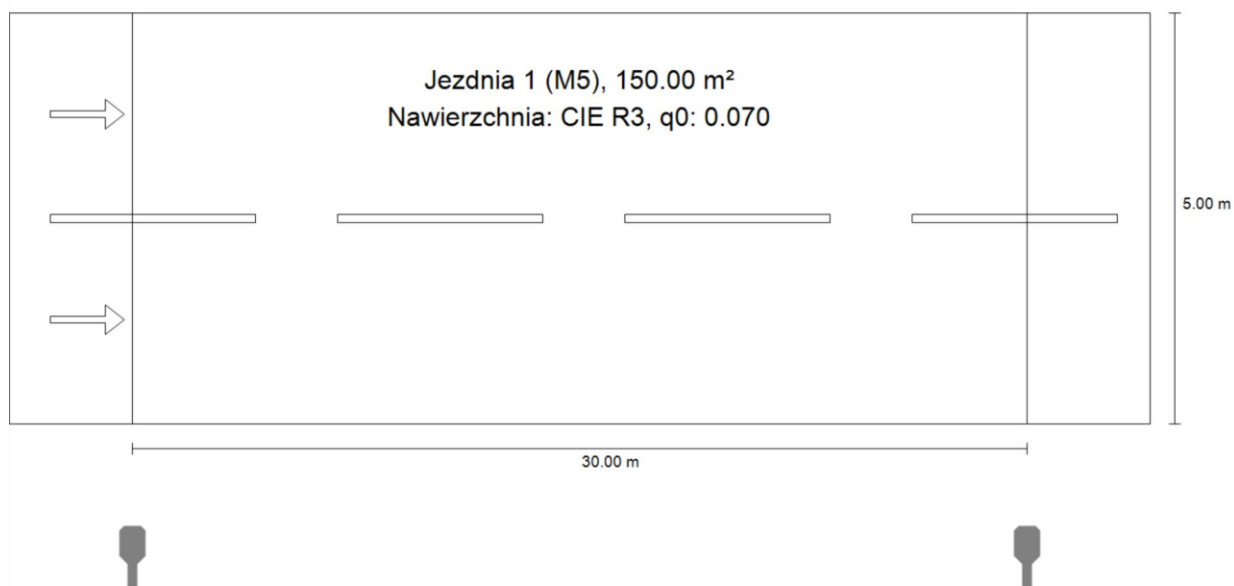 Jezdnia 1 (M5), 150.00 m²
Nawierzchnia: CIE R3, q0: 0.070
5.00 m
30.00 m